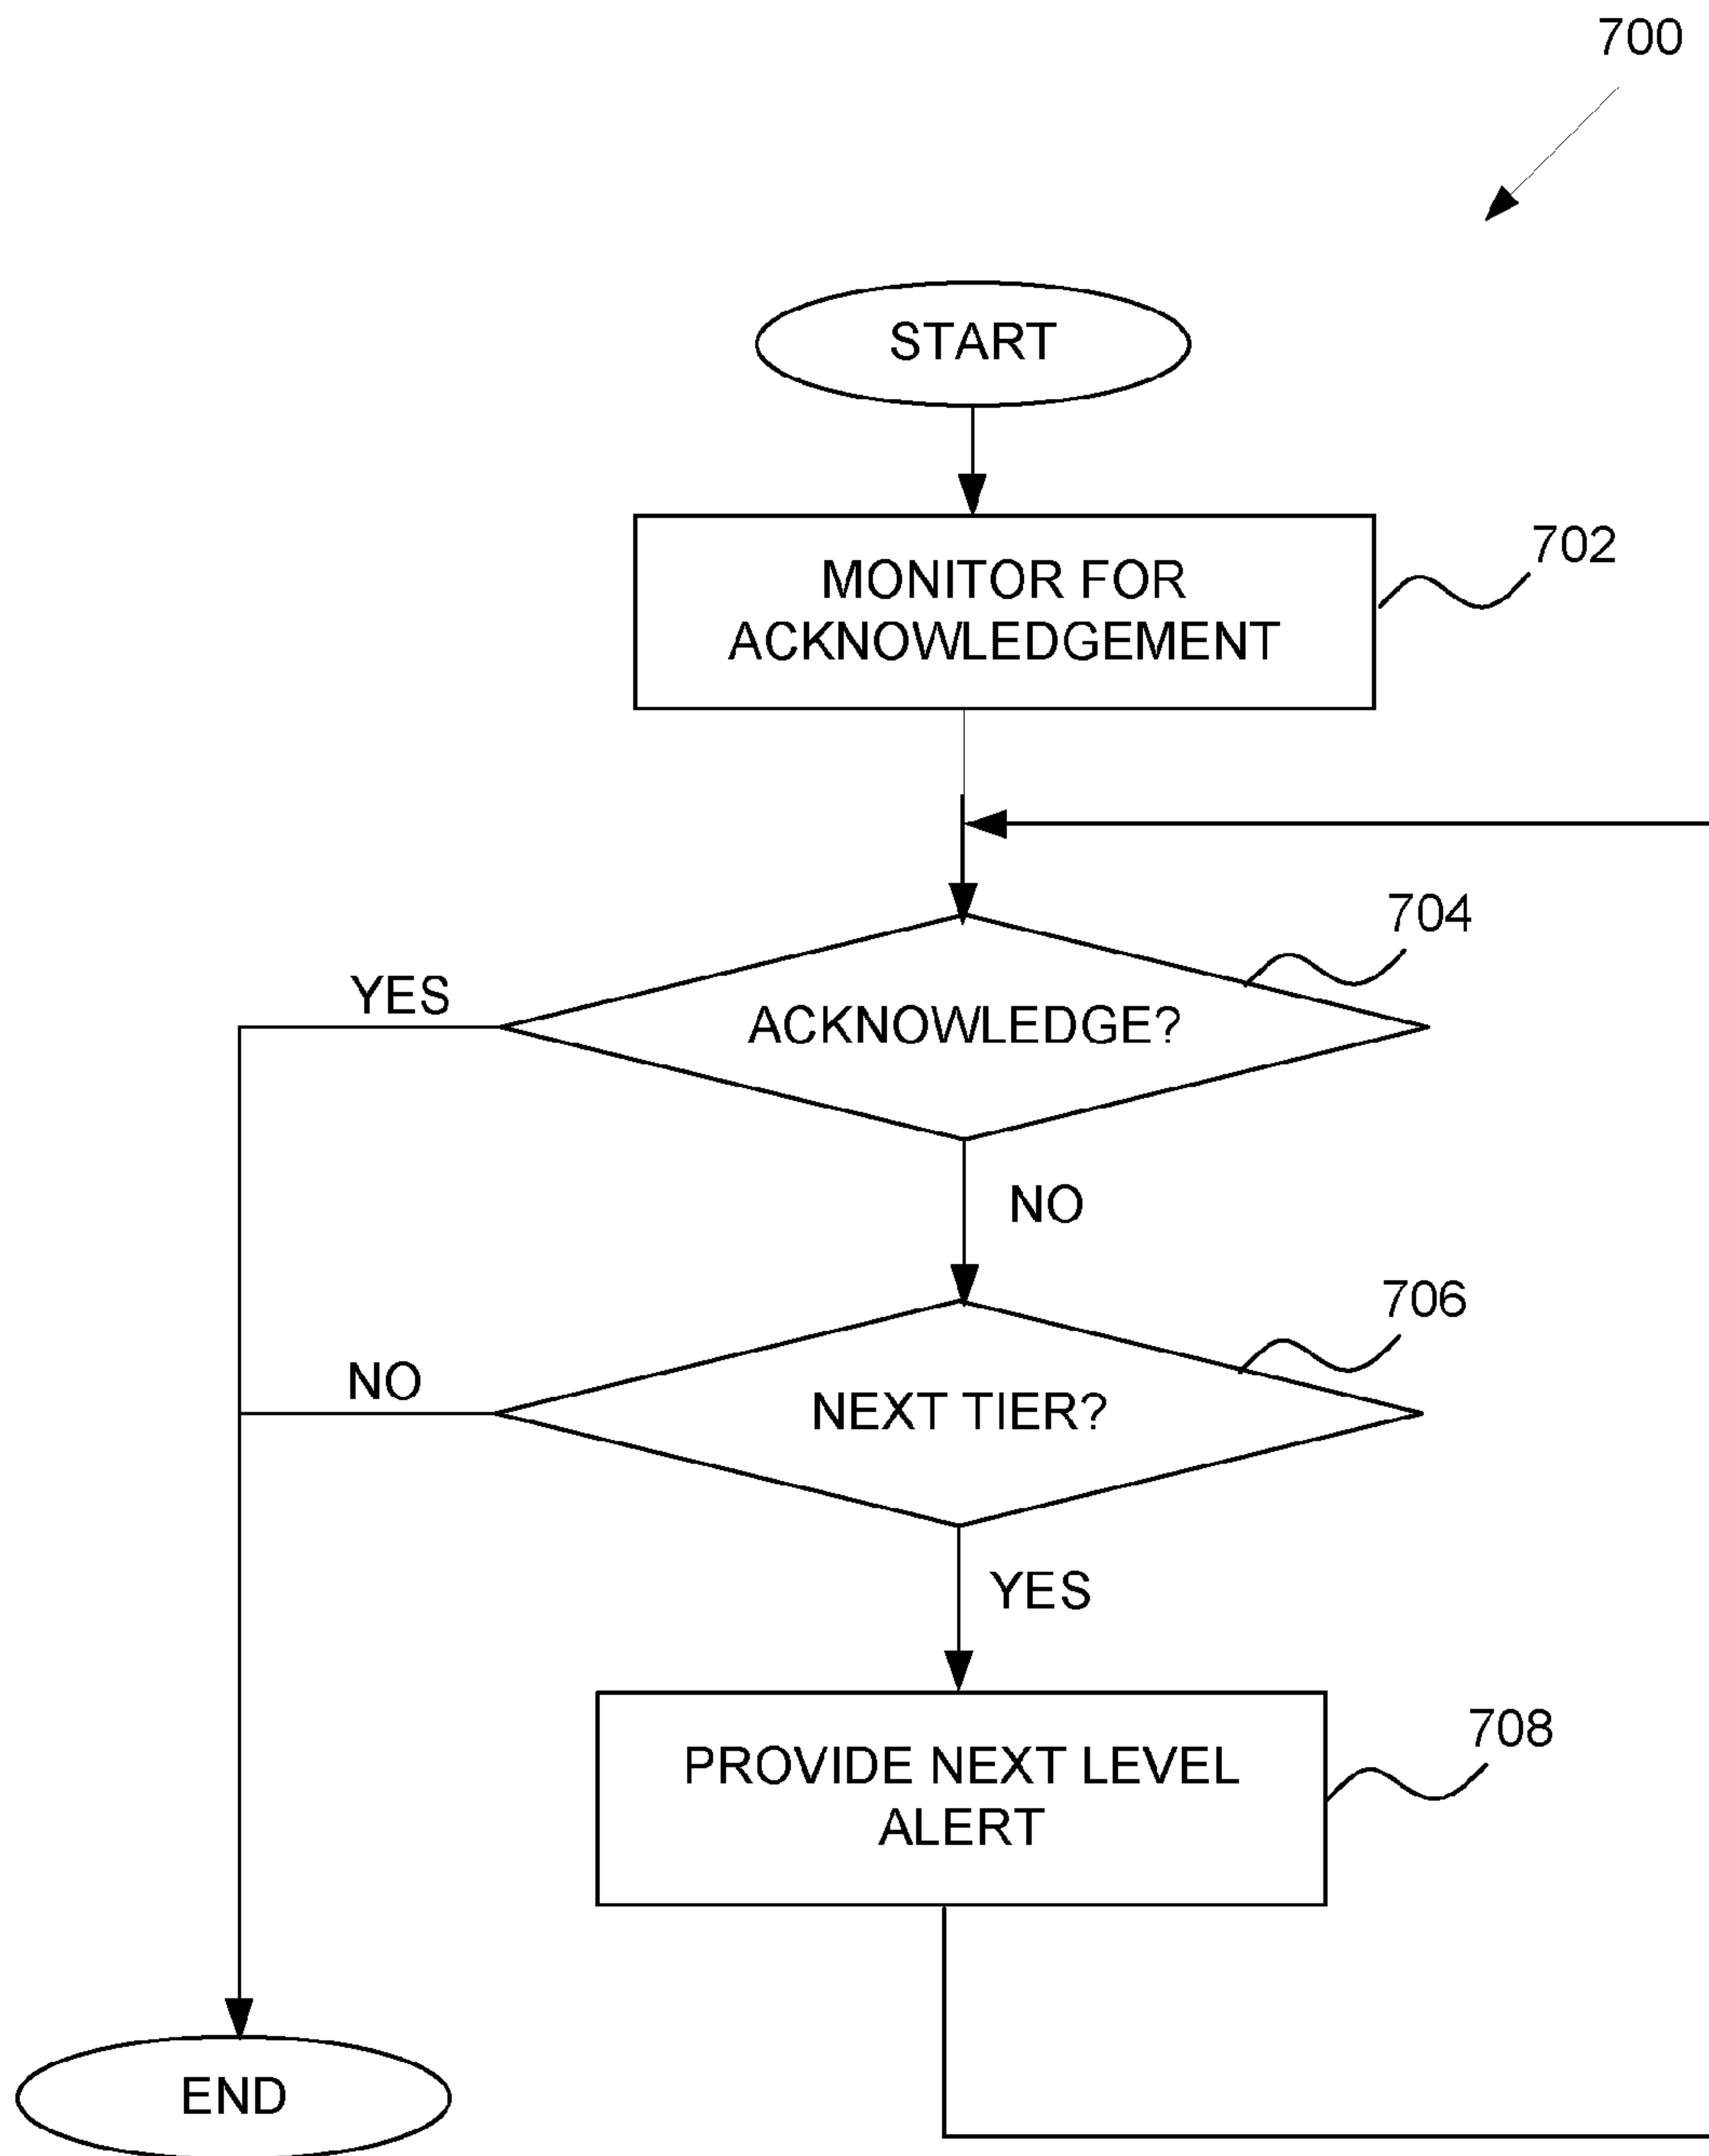 700
START
MONITOR FOR
ACKNOWLEDGEMENT
702
704
YES
ACKNOWLEDGE?
NO
706
NO
NEXT TIER?
YES
708
PROVIDE NEXT LEVEL
ALERT
END